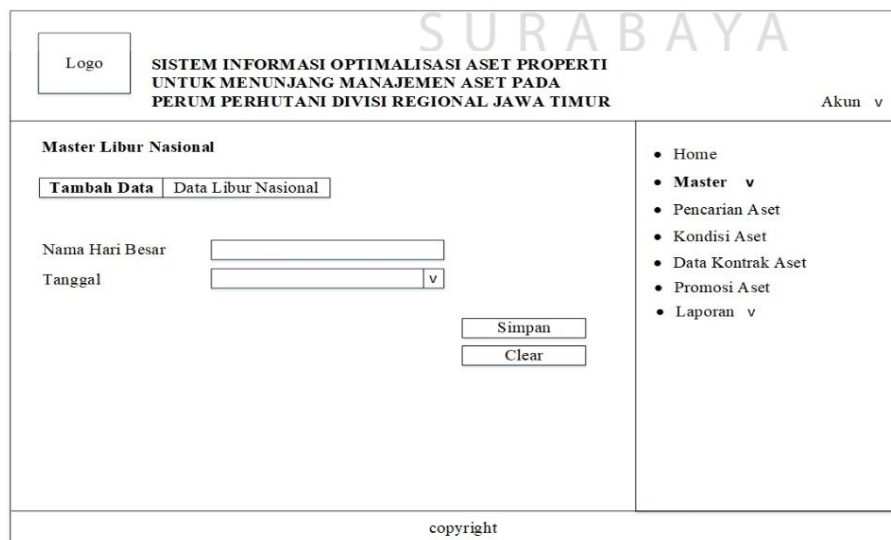 SURABAYA
Logo
SISTEM INFORMASI OPTIMALISASI ASET PROPERTI
UNTUK MENUNJANG MANAJEMEN ASET PADA
PERUM PERHUTANI DIVISI REGIONAL JAWA TIMUR
Akun v
Master Libur Nasional
Tambah Data Data Libur Nasional
Nama Hari Besar
Tanggal v
Simpan
Clear
• Home
• Master v
• Pencarian Aset
• Kondisi Aset
• Data Kontrak Aset
• Promosi Aset
• Laporan v
copyright